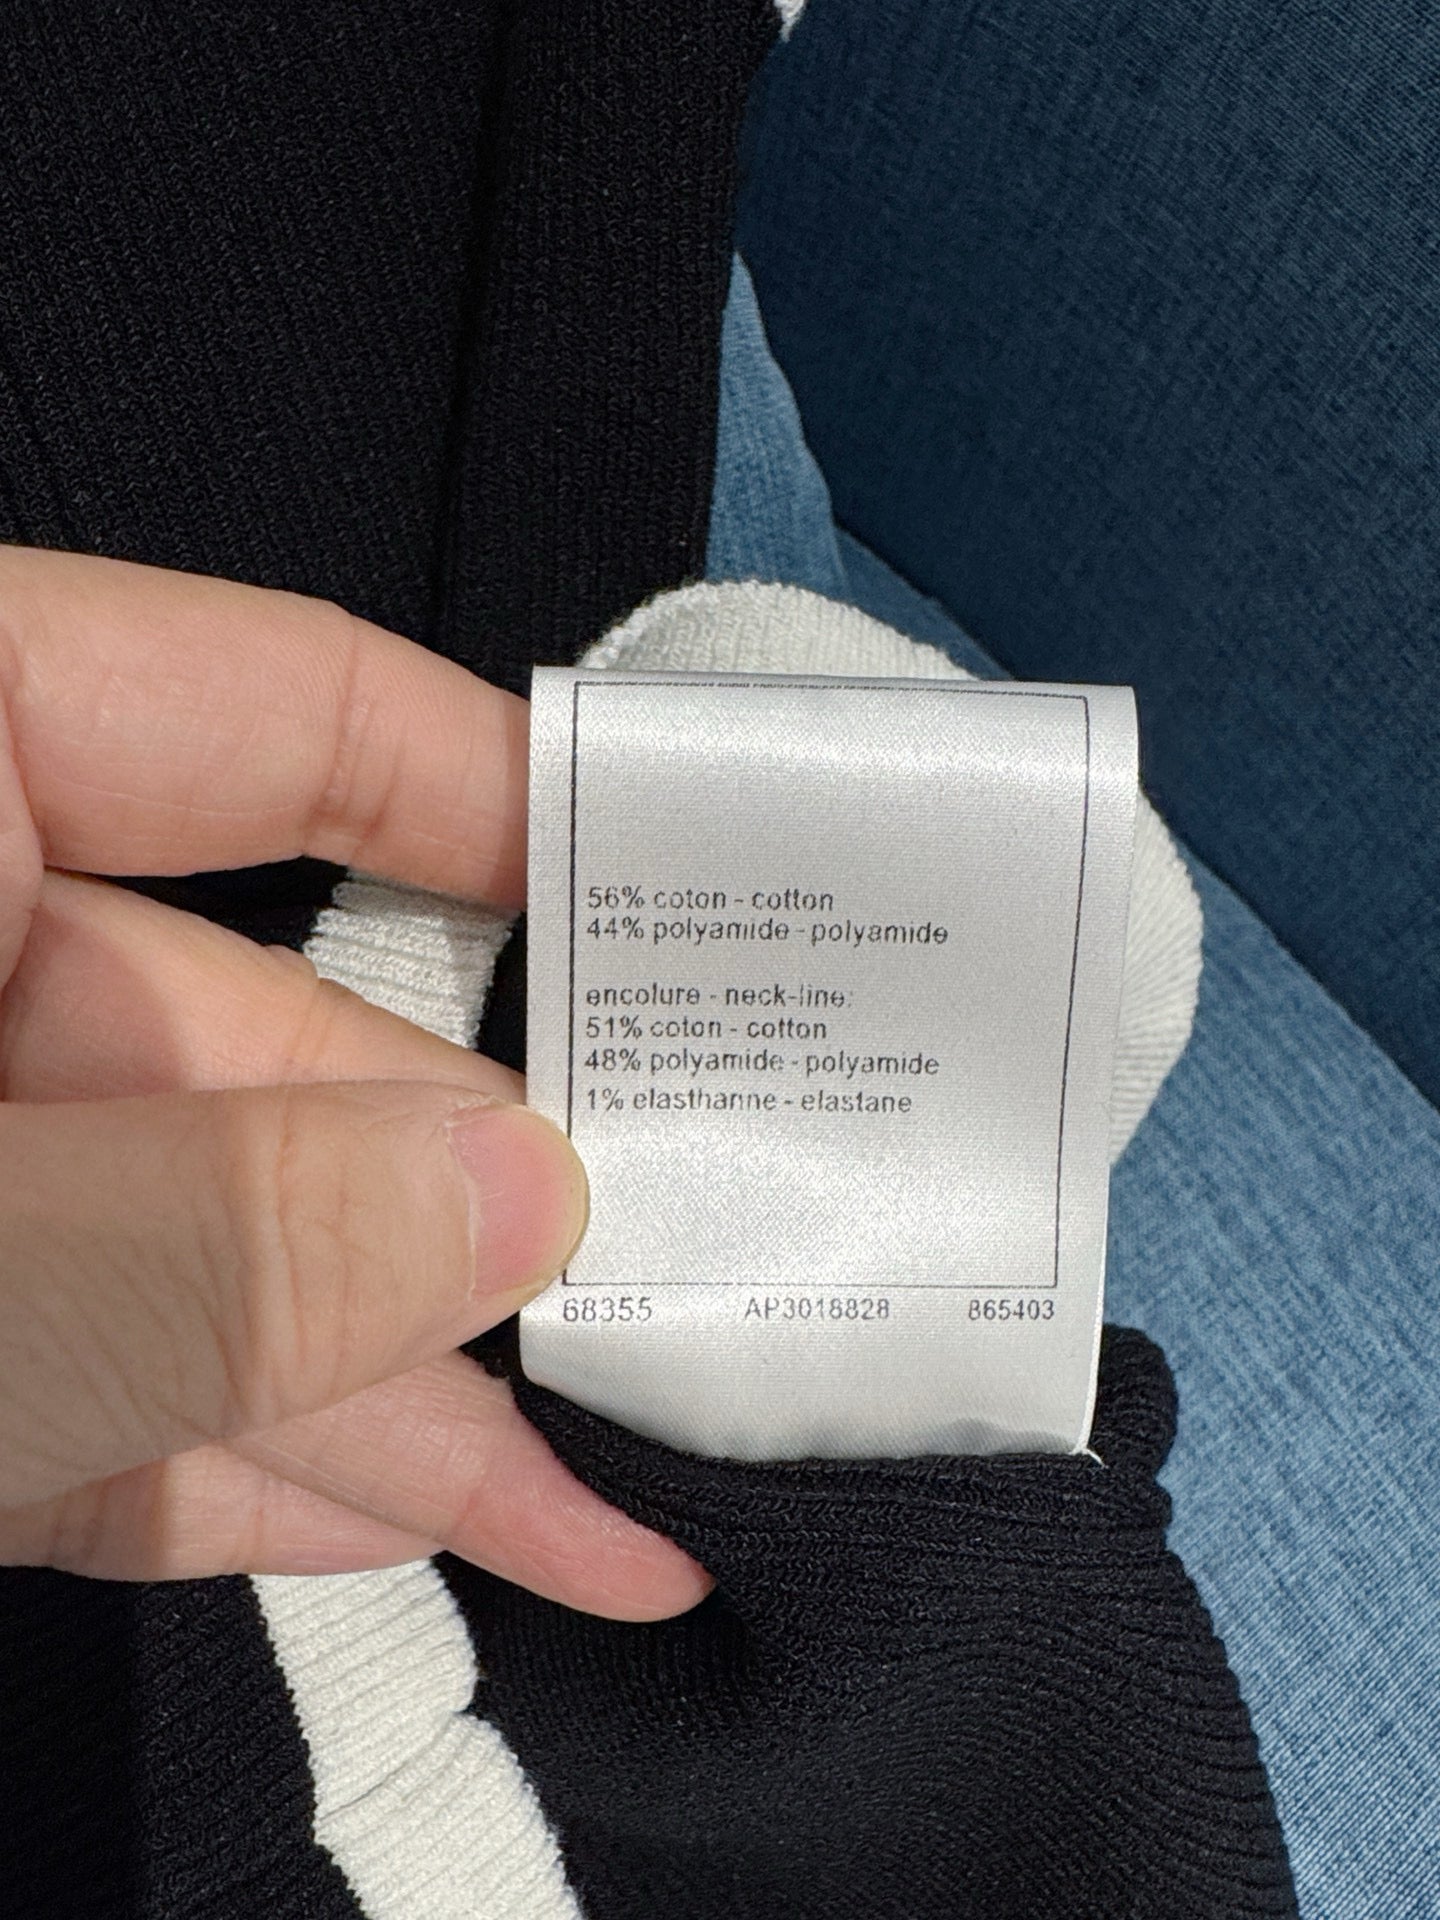 56% coton - cotton
44% polyamide - polyamide
encolure - neck-line:
51% coton - cotton
48% polyamide - polyamide
1% elasthanne - elastane
68355 AP3018828 865403